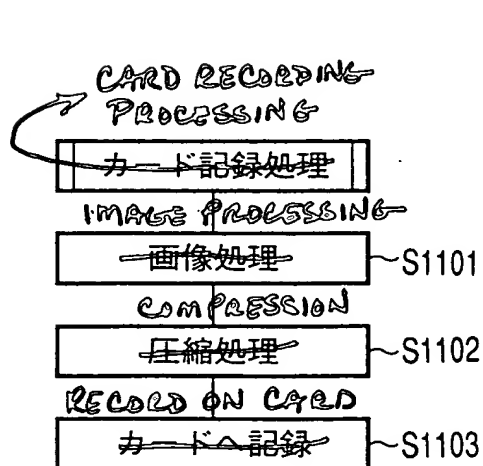 CARD RECORDING
PROCESSING
カード記録処理
IMAGE PROCESSING
画像処理
S1101
COMPRESSION
圧縮処理
S1102
RECORD ON CARD
カードへ記録
S1103